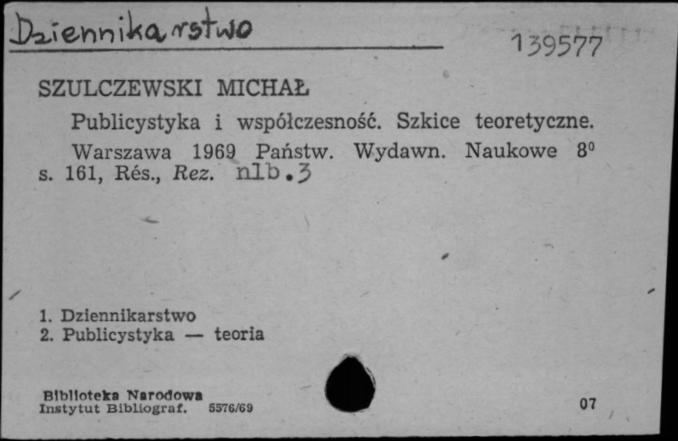 Dziennikarstwo
139577
SZULCZEWSKI MICHAŁ
Publicystyka i współczesność. Szkice teoretyczne.
Warszawa 1969 Państw. Wydawn. Naukowe 8⁰
s. 161, Rés., Rez. nlb.3
1. Dziennikarstwo
2. Publicystyka — teoria
Biblioteka Narodowa
Instytut Bibliograf. 5576/69
07